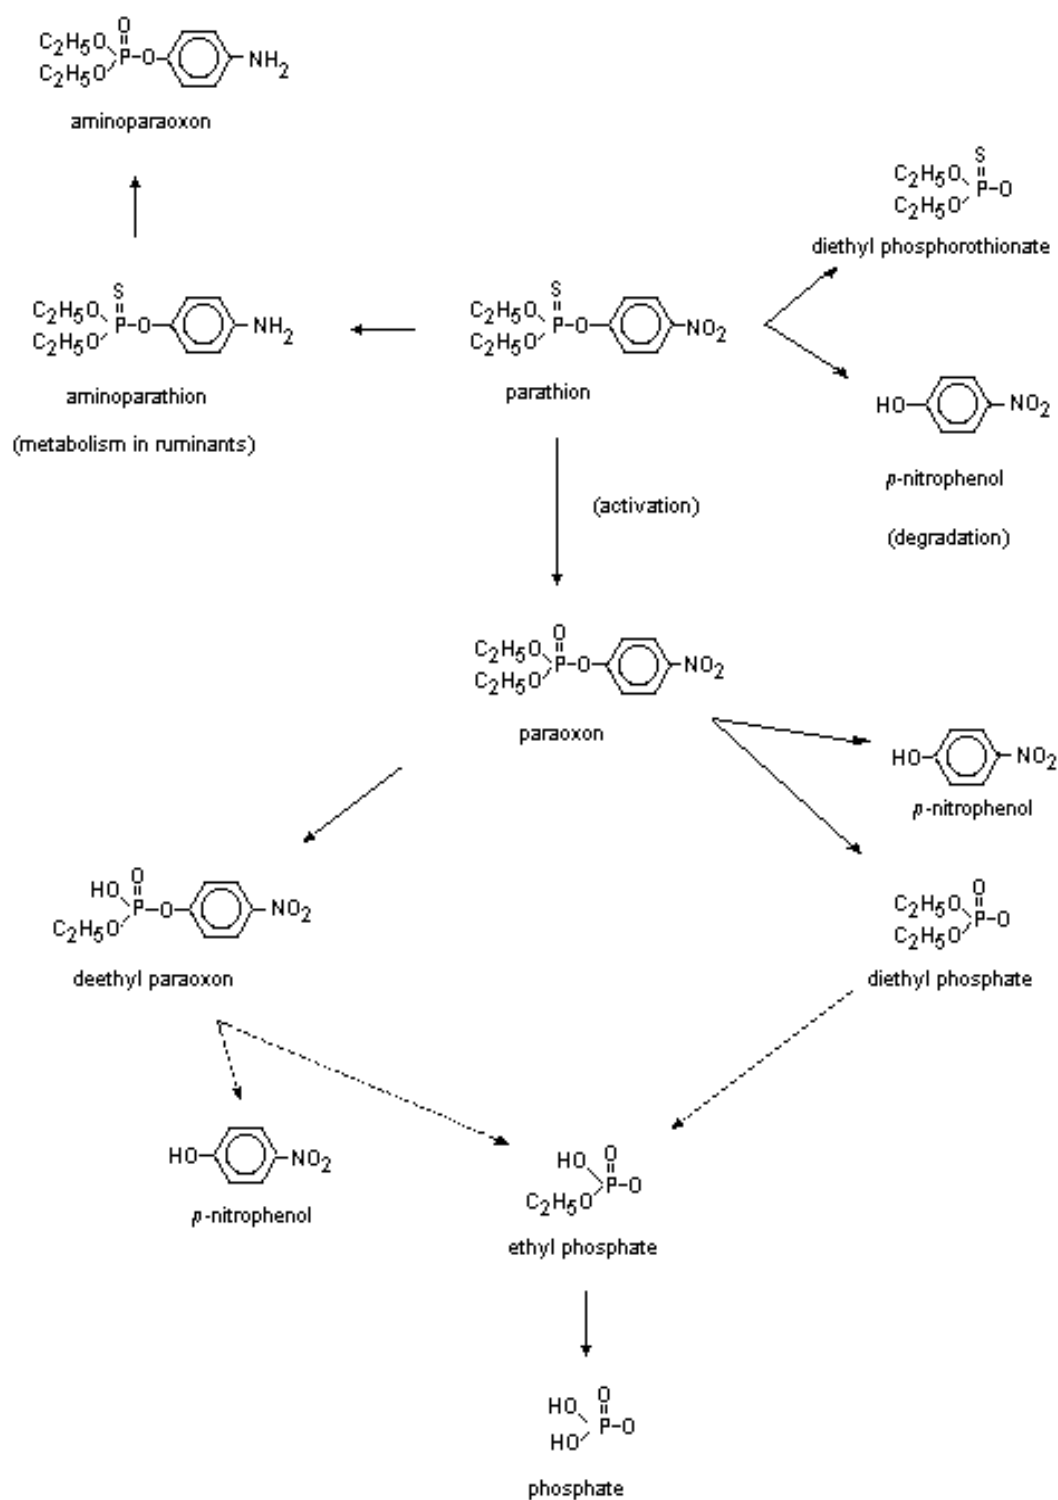 O
C2H5O
C2H5O P-O- -NH2
aminoparaoxon
S
C2H5O
C2H5O P-O
diethyl phosphorothionate
S
C2H5O
C2H5O P-O- -NH2
aminoparathion
(metabolism in ruminants)
S
C2H5O
C2H5O P-O- -NO2
parathion
HO- -NO2
p-nitrophenol
(degradation)
(activation)
O
C2H5O
C2H5O P-O- -NO2
paraoxon
HO- -NO2
p-nitrophenol
O
HO
C2H5O P-O- -NO2
deethyl paraoxon
O
C2H5O
C2H5O P-O
diethyl phosphate
HO- -NO2
p-nitrophenol
O
HO
C2H5O P-O
ethyl phosphate
O
HO
HO P-O
phosphate